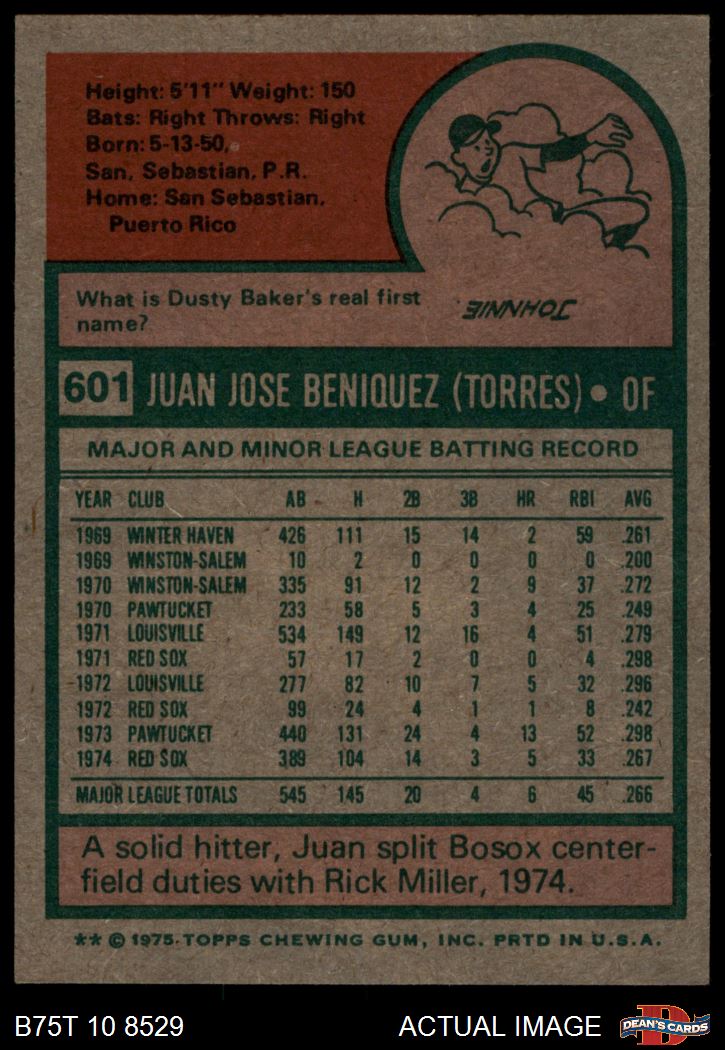 Height: 5'11" Weight: 150
Bats: Right Throws: Right
Born: 5-13-50,
San, Sebastian, P.R.
Home: San Sebastian,
Puerto Rico
What is Dusty Baker's real first
name?
JOHNNIE
601 JUAN JOSE BENIQUEZ (TORRES) • OF
MAJOR AND MINOR LEAGUE BATTING RECORD
YEAR CLUB AB H 2B 3B HR RBI AVG
1969 WINTER HAVEN 426 111 15 14 2 59 .261
1969 WINSTON-SALEM 10 2 0 0 0 0 .200
1970 WINSTON-SALEM 335 91 12 2 9 37 .272
1970 PAWTUCKET 233 58 5 3 4 25 .249
1971 LOUISVILLE 534 149 12 16 4 51 .279
1971 RED SOX 57 17 2 0 0 4 .298
1972 LOUISVILLE 277 82 10 7 5 32 .296
1972 RED SOX 99 24 4 1 1 8 .242
1973 PAWTUCKET 440 131 24 4 13 52 .298
1974 RED SOX 389 104 14 3 5 33 .267
MAJOR LEAGUE TOTALS 545 145 20 4 6 45 .266
A solid hitter, Juan split Bosox center-
field duties with Rick Miller, 1974.
** © 1975 TOPPS CHEWING GUM, INC. PRTD IN U.S.A.
B75T 10 8529 ACTUAL IMAGE DEAN'S CARDS